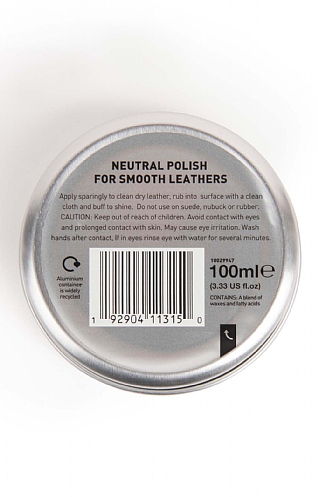 NEUTRAL POLISH
FOR SMOOTH LEATHERS
Apply sparingly to clean dry leather, rub into surface with a clean
cloth and buff to shine. Do not use on suede, nubuck or rubber.
CAUTION: Keep out of reach of children. Avoid contact with eyes
and prolonged contact with skin. May cause eye irritation. Wash
hands after contact, If in eyes rinse eye with water for several minutes.
Aluminium
container
is widely
recycled
10029947
100ml℮
(3.33 US fl.oz)
CONTAINS: A blend of
waxes and fatty acids
1 92904 11315 0